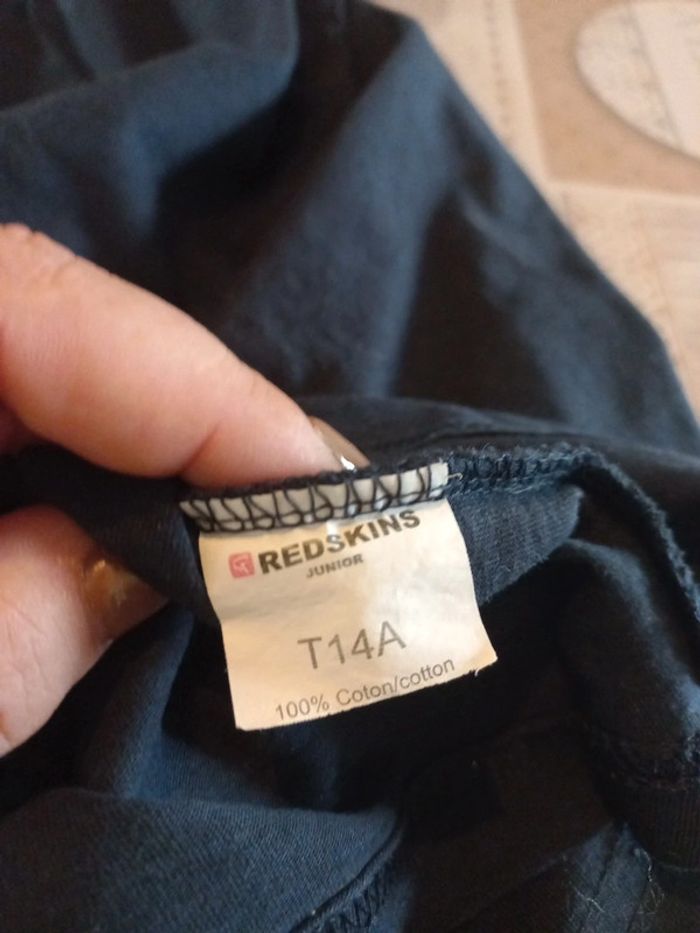 REDSKINS
JUNIOR
T14A
100% Coton/cotton